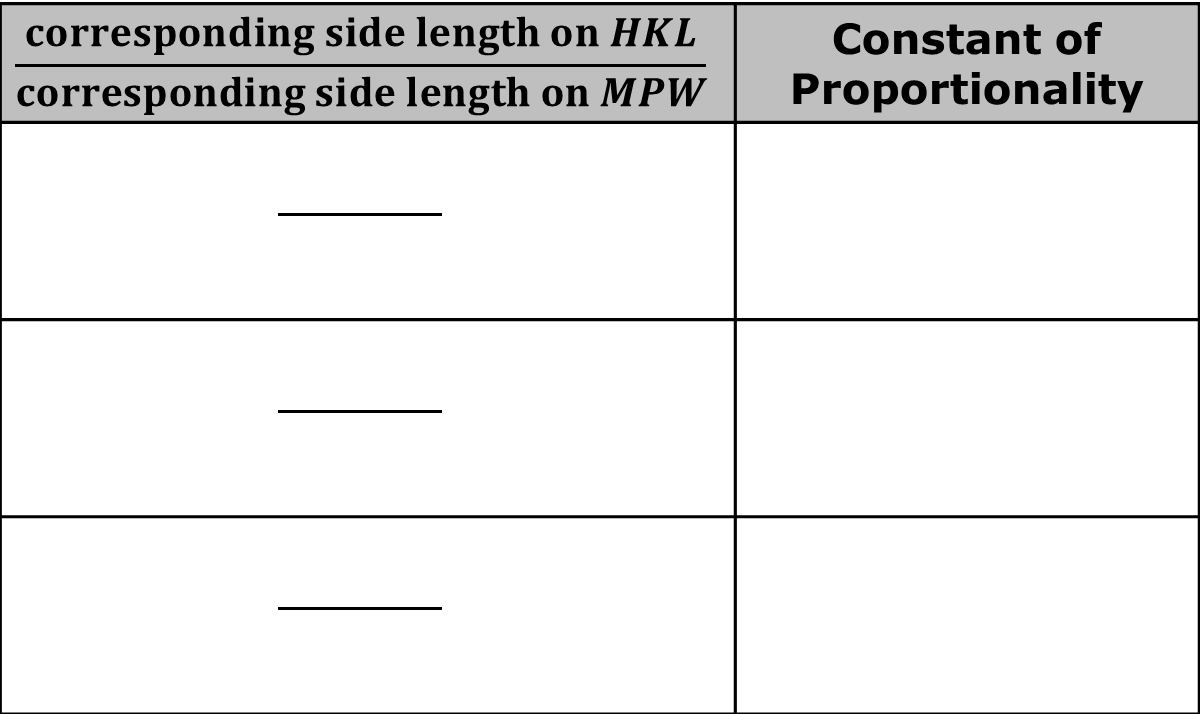 corresponding side length on HKL
corresponding side length on MPW
Constant of
Proportionality